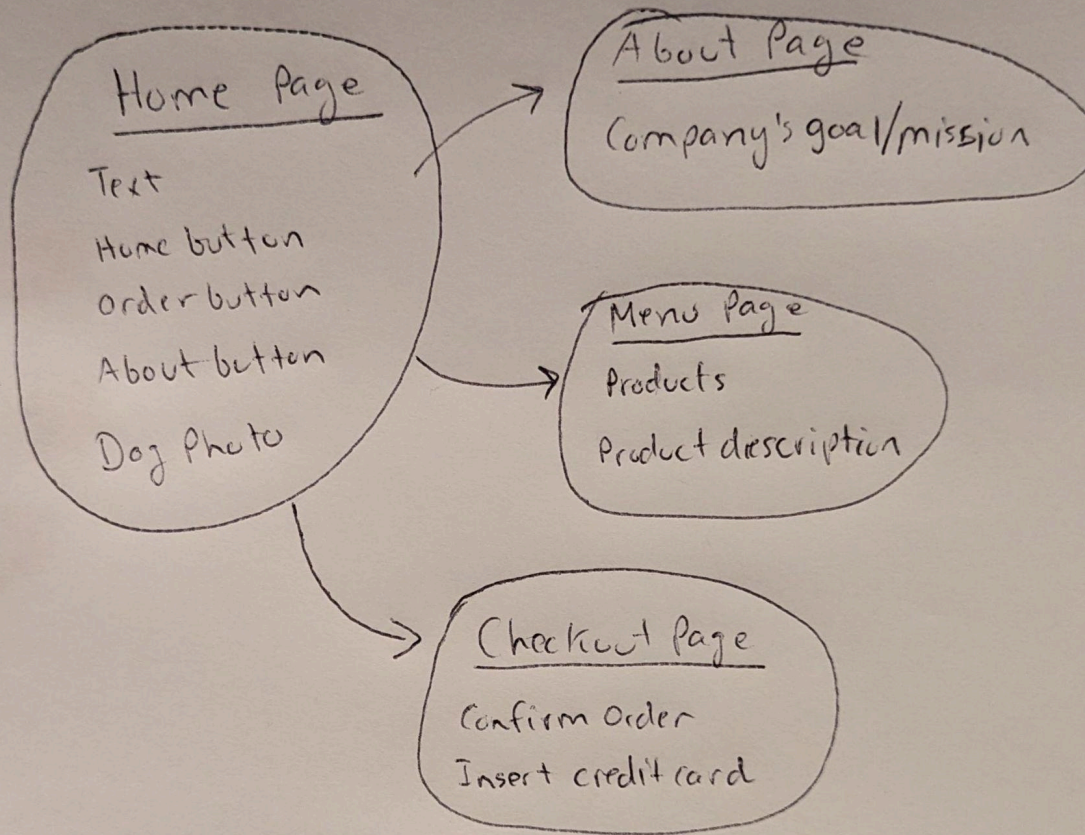 Home Page
Text
Home button
Order button
About button
Dog Photo
About Page
Company's goal/mission
Menu Page
Products
Product description
Checkout Page
Confirm Order
Insert credit card